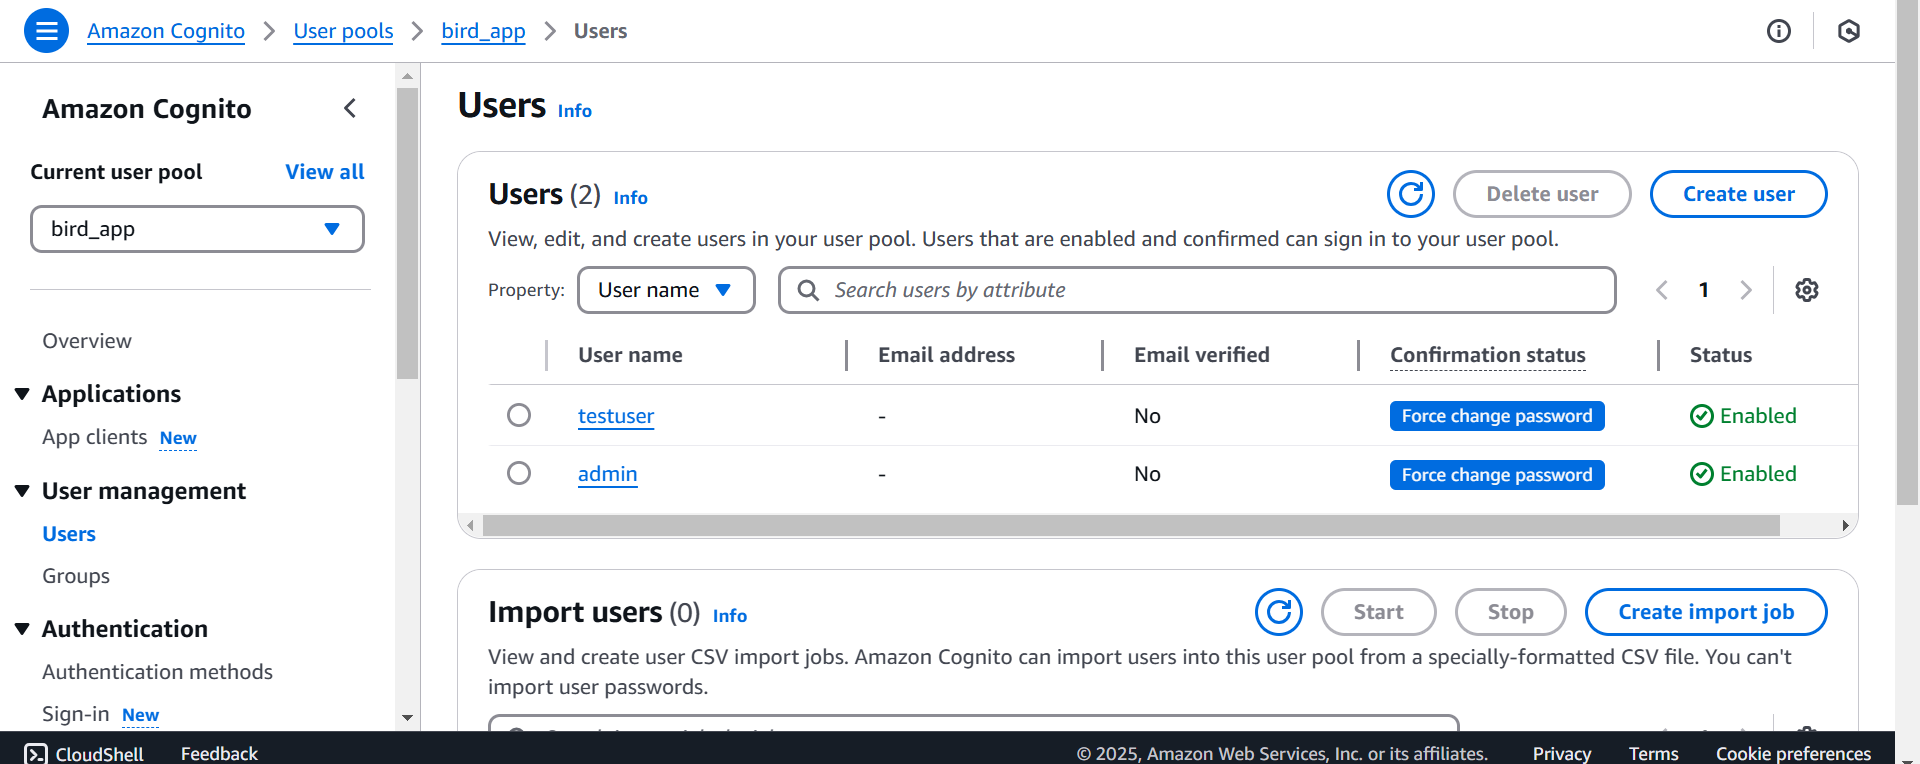 Amazon Cognito > User pools > bird_app > Users
Amazon Cognito
Current user pool View all
bird_app
Overview
Applications
App clients New
User management
Users
Groups
Authentication
Authentication methods
Sign-in New
Users Info
Users (2) Info
Delete user Create user
View, edit, and create users in your user pool. Users that are enabled and confirmed can sign in to your user pool.
Property: User name Search users by attribute 1
User name Email address Email verified Confirmation status Status
testuser - No Force change password Enabled
admin - No Force change password Enabled
Import users (0) Info
Start Stop Create import job
View and create user CSV import jobs. Amazon Cognito can import users into this user pool from a specially-formatted CSV file. You can't
import user passwords.
CloudShell Feedback © 2025, Amazon Web Services, Inc. or its affiliates. Privacy Terms Cookie preferences